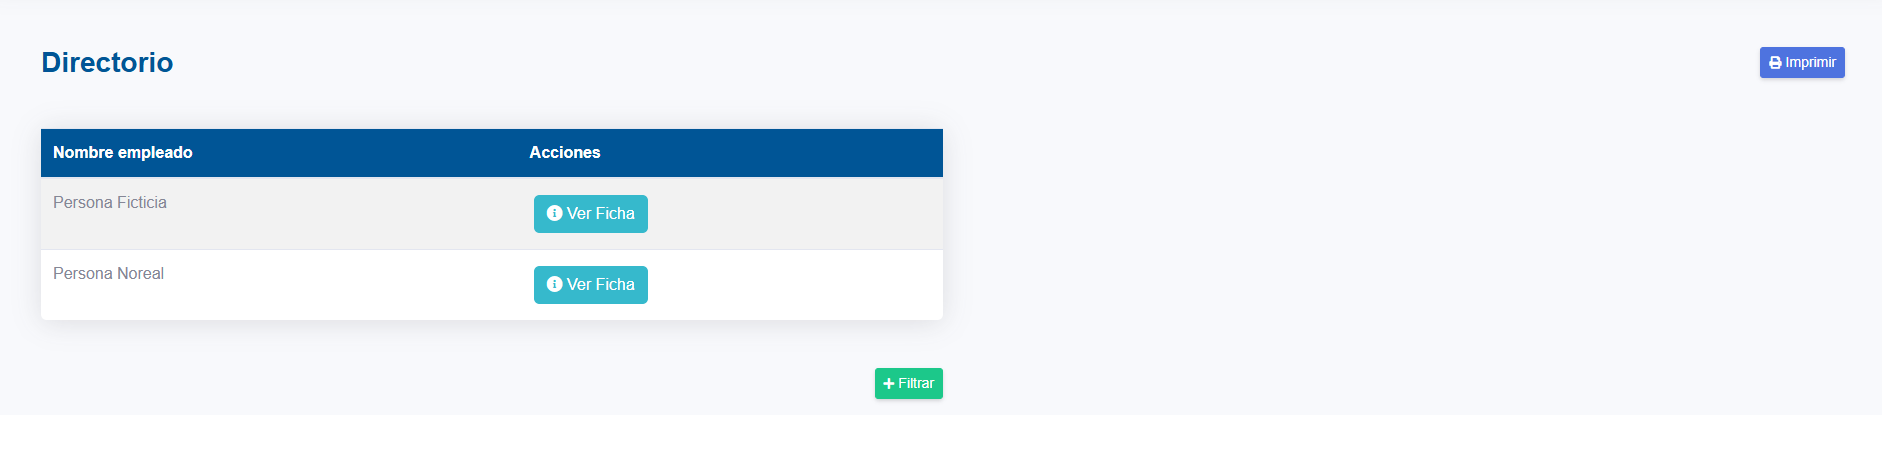 Directorio
Imprimir
Nombre empleado Acciones
Persona Ficticia Ver Ficha
Persona Noreal Ver Ficha
Filtrar